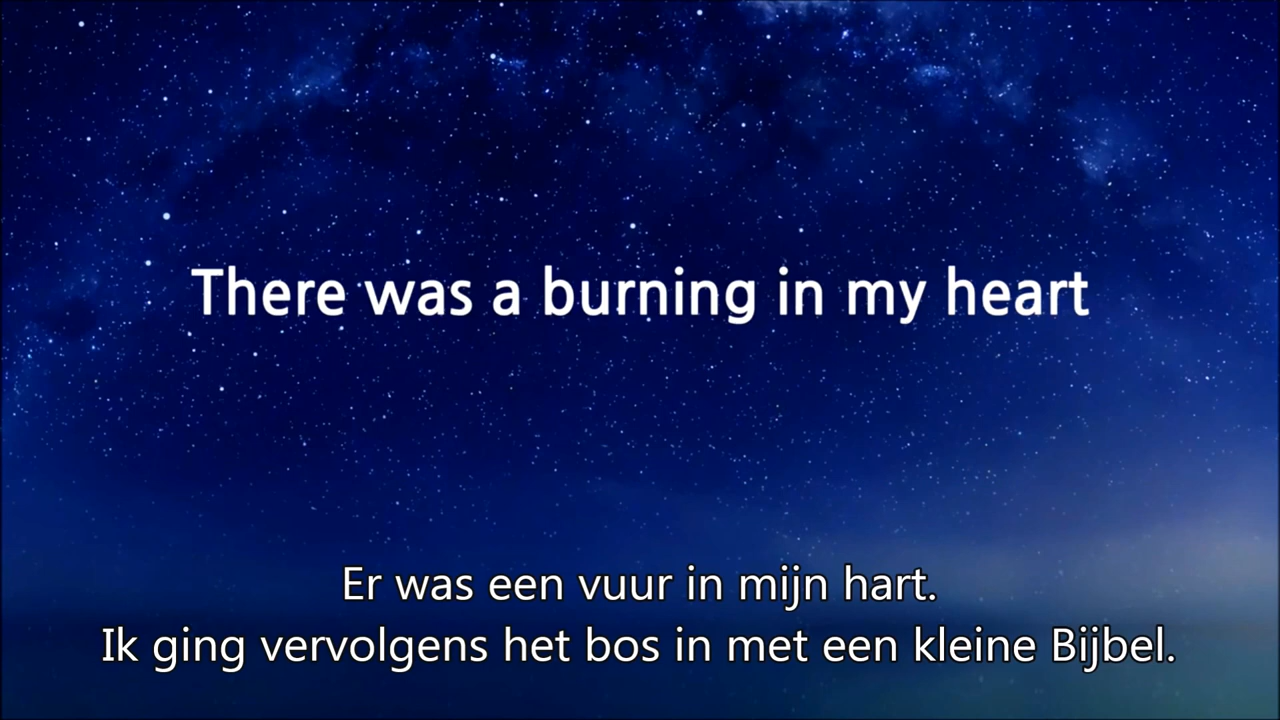 There was a burning in my heart
Er was een vuur in mijn hart.
Ik ging vervolgens het bos in met een kleine Bijbel.